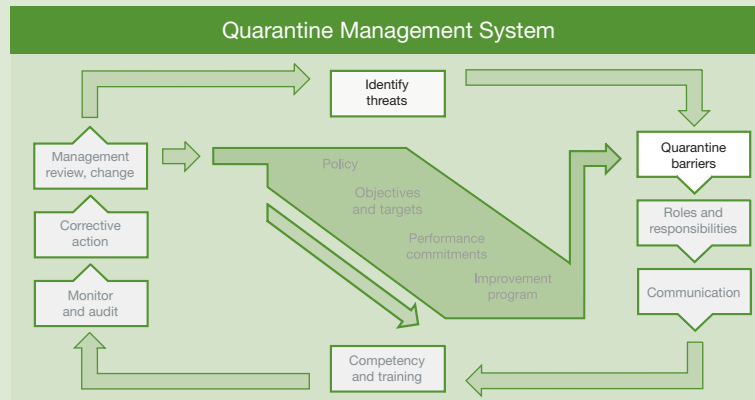 Quarantine Management System
Identify
threats
Management
review, change
Policy
Quarantine
barriers
Objectives
and targets
Corrective
action
Roles and
responsibilities
Performance
commitments
Improvement
program
Monitor
and audit
Communication
Competency
and training